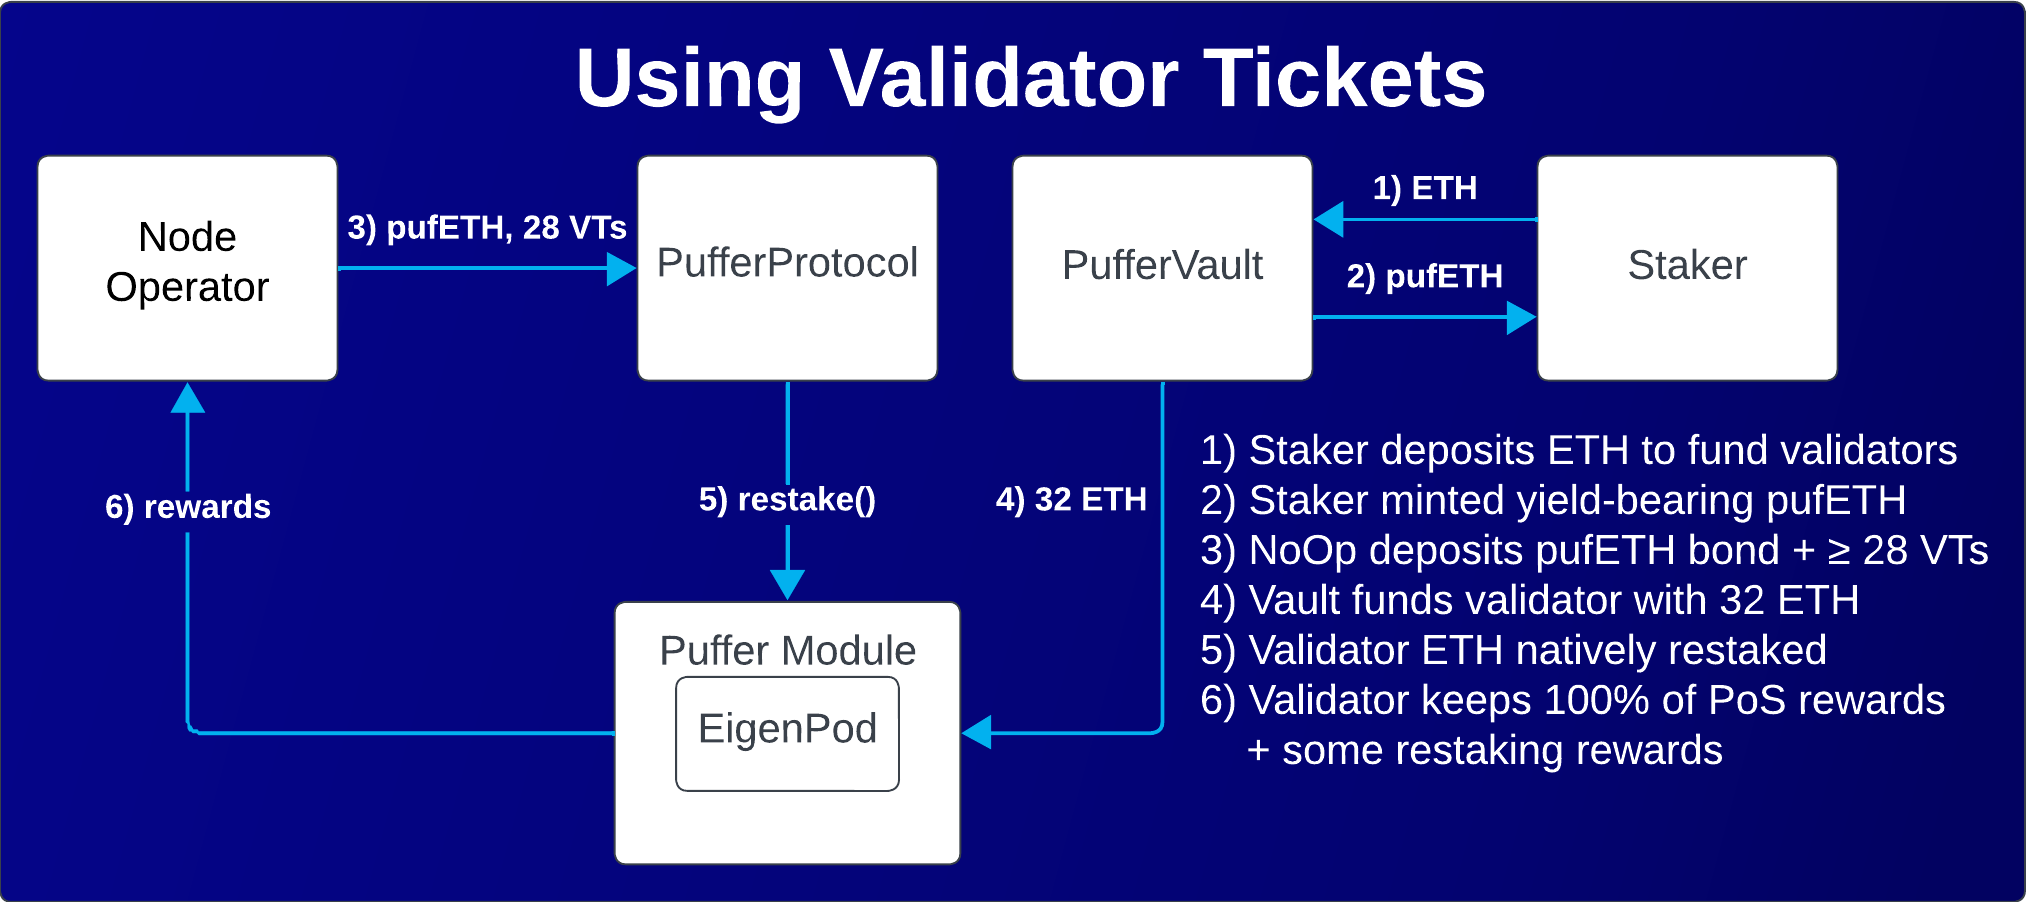 Using Validator Tickets
Node
Operator
3) pufETH, 28 VTs
PufferProtocol
PufferVault
1) ETH
2) pufETH
Staker
6) rewards
5) restake()
4) 32 ETH
Puffer Module
EigenPod
1) Staker deposits ETH to fund validators
2) Staker minted yield-bearing pufETH
3) NoOp deposits pufETH bond + ≥ 28 VTs
4) Vault funds validator with 32 ETH
5) Validator ETH natively restaked
6) Validator keeps 100% of PoS rewards
+ some restaking rewards